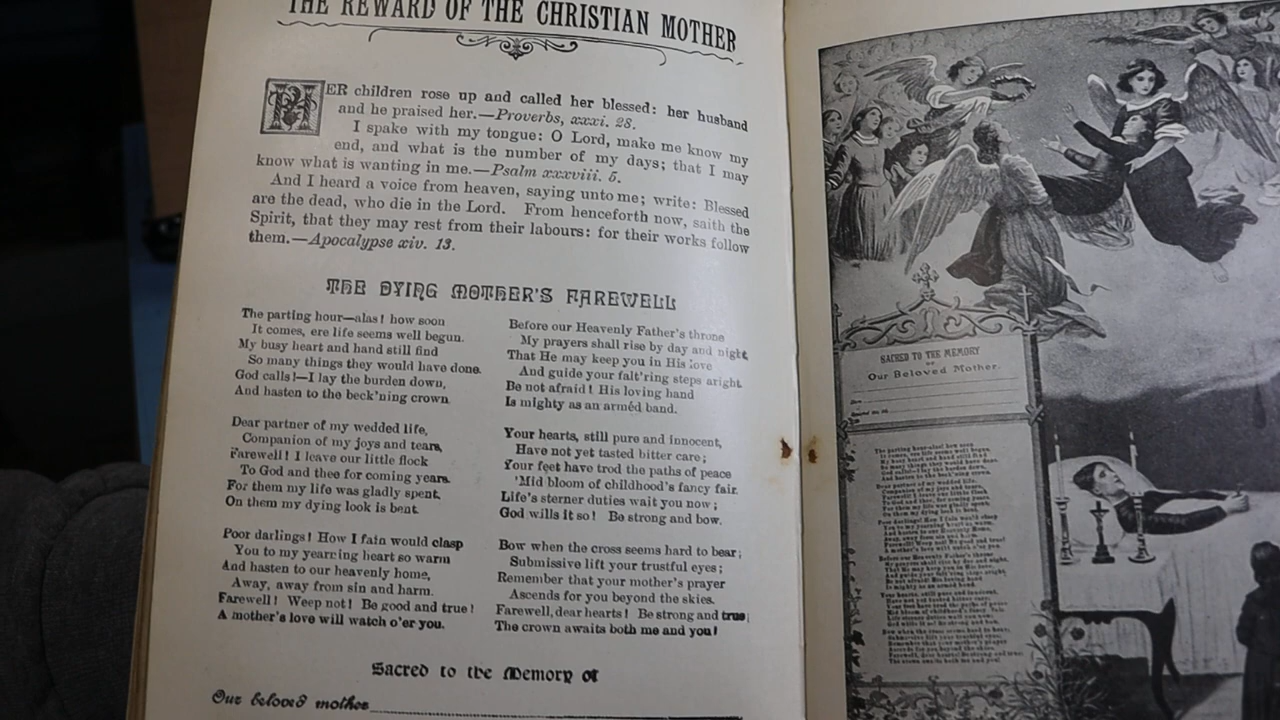 THE REWARD OF THE CHRISTIAN MOTHER
HER children rose up and called her blessed: her husband
and he praised her.—Proverbs, xxxi. 28.
I spake with my tongue: O Lord, make me know my
end, and what is the number of my days; that I may
know what is wanting in me.—Psalm xxxviii. 5.
And I heard a voice from heaven, saying unto me; write: Blessed
are the dead, who die in the Lord. From henceforth now, saith the
Spirit, that they may rest from their labours: for their works follow
them.—Apocalypse xiv. 13.
THE DYING MOTHER'S FAREWELL
The parting hour—alas! how soon
It comes, ere life seems well begun.
My busy heart and hand still find
So many things they would have done.
God calls!—I lay the burden down,
And hasten to the beck'ning crown.
Dear partner of my wedded life,
Companion of my joys and tears,
Farewell! I leave our little flock
To God and thee for coming years.
For them my life was gladly spent,
On them my dying look is bent.
Poor darlings! How I fain would clasp
You to my yearning heart so warm
And hasten to our heavenly home,
Away, away from sin and harm.
Farewell! Weep not! Be good and true!
A mother's love will watch o'er you.
Before our Heavenly Father's throne
My prayers shall rise by day and night
That He may keep you in His love
And guide your falt'ring steps aright.
Be not afraid! His loving hand
Is mighty as an arméd band.
Your hearts, still pure and innocent,
Have not yet tasted bitter care;
Your feet have trod the paths of peace
'Mid bloom of childhood's fancy fair.
Life's sterner duties wait you now;
God wills it so! Be strong and bow.
Bow when the cross seems hard to bear;
Submissive lift your trustful eyes;
Remember that your mother's prayer
Ascends for you beyond the skies.
Farewell, dear hearts! Be strong and true;
The crown awaits both me and you!
Sacred to the Memory of
Our beloved mother
SACRED TO THE MEMORY
OF
Our Beloved Mother.